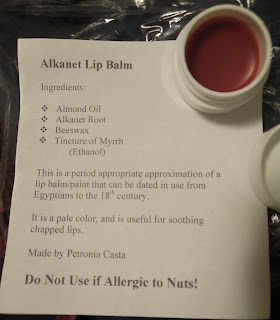 Alkanet Lip Balm
Ingredients:
❖ Almond Oil
❖ Alkanet Root
❖ Beeswax
❖ Tincture of Myrrh
(Ethanol)
This is a period appropriate approximation of a
lip balm/paint that can be dated in use from
Egyptians to the 18th century.
It is a pale color, and is useful for soothing
chapped lips.
Made by Petronia Casta
Do Not Use if Allergic to Nuts!